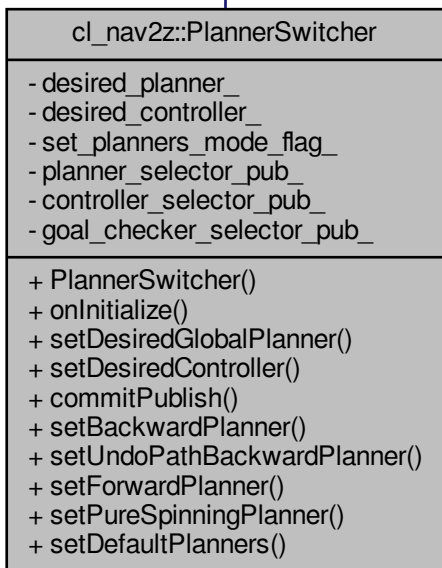 cl_nav2z::PlannerSwitcher
- desired_planner_
- desired_controller_
- set_planners_mode_flag_
- planner_selector_pub_
- controller_selector_pub_
- goal_checker_selector_pub_
+ PlannerSwitcher()
+ onInitialize()
+ setDesiredGlobalPlanner()
+ setDesiredController()
+ commitPublish()
+ setBackwardPlanner()
+ setUndoPathBackwardPlanner()
+ setForwardPlanner()
+ setPureSpinningPlanner()
+ setDefaultPlanners()